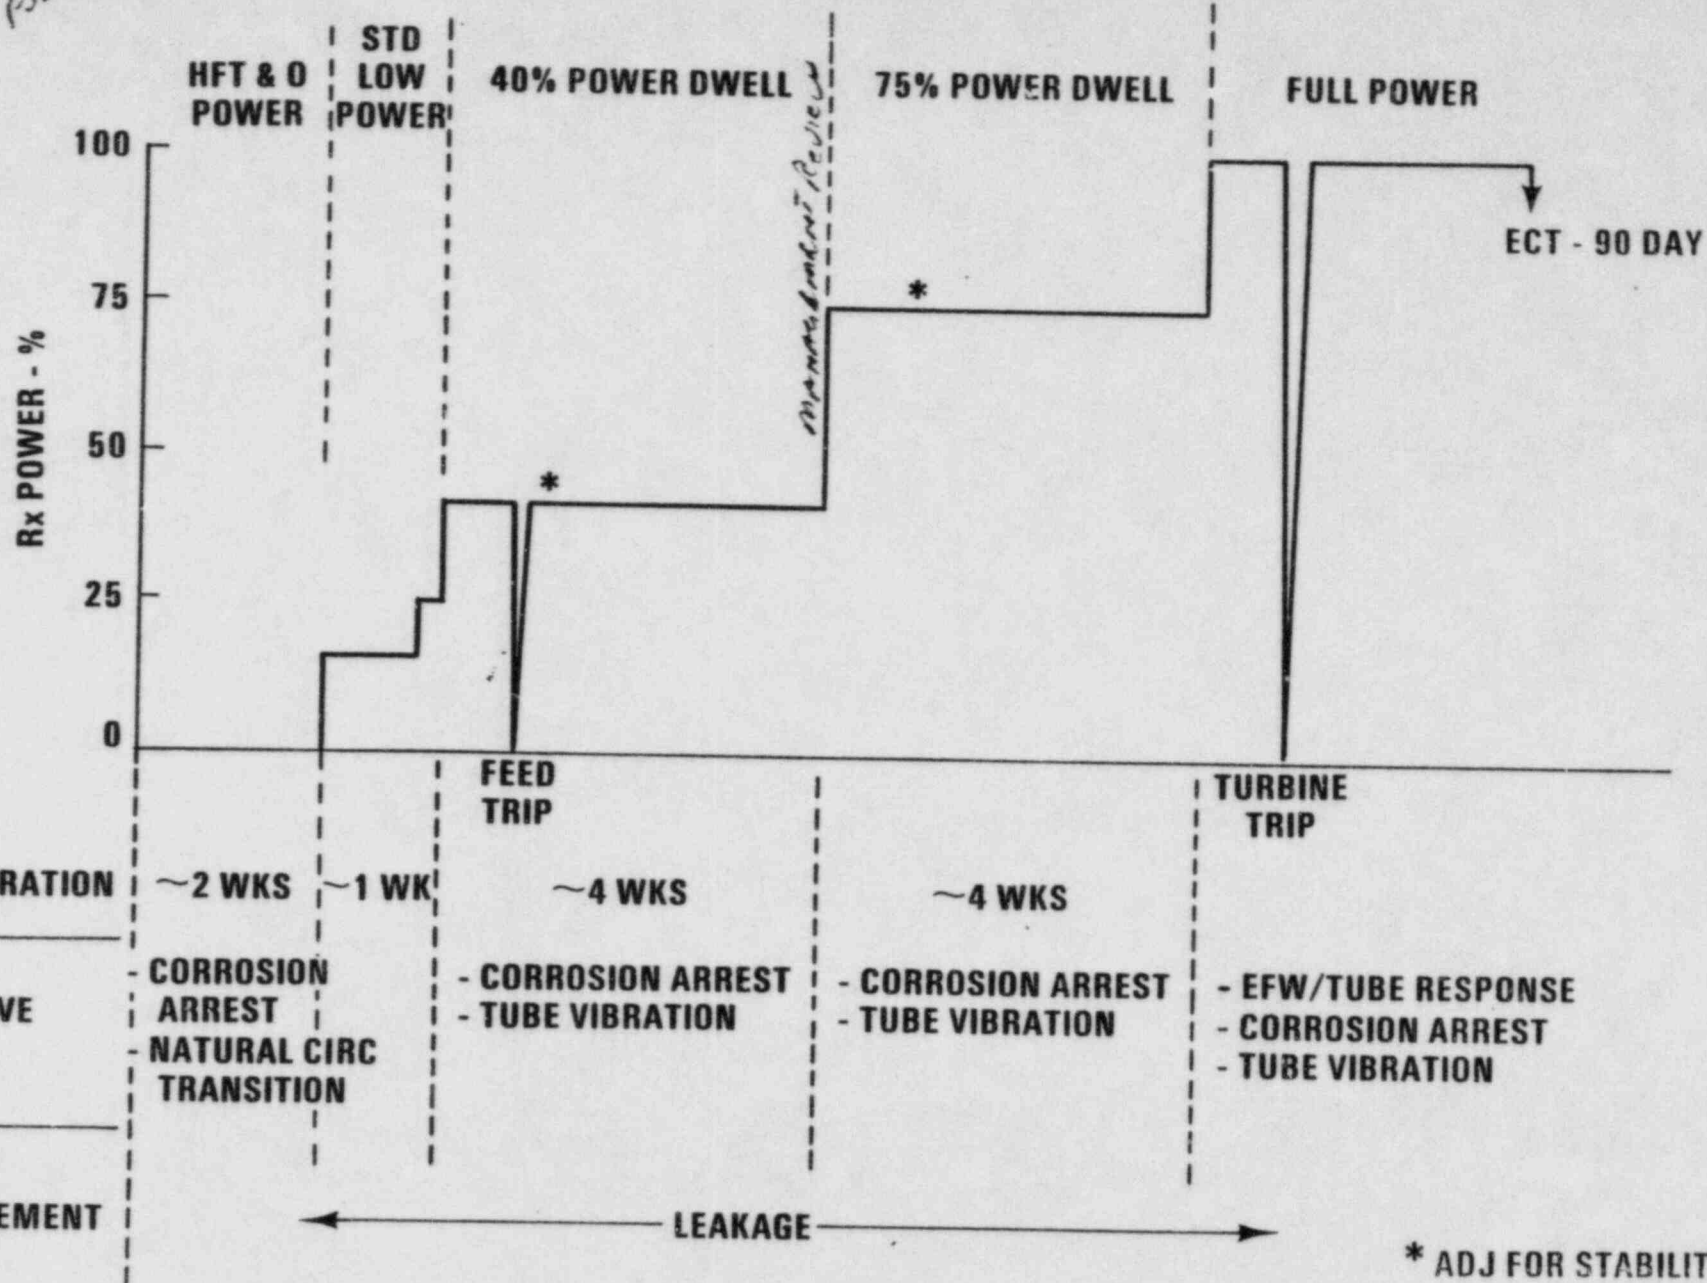 HFT & 0
POWER
STD
LOW
POWER
40% POWER DWELL
75% POWER DWELL
FULL POWER
MANAGEMENT REVIEW
100
75
50
25
0
Rx POWER - %
*
*
ECT - 90 DAY
FEED
TRIP
TURBINE
TRIP
RATION
~2 WKS
~1 WK
~4 WKS
~4 WKS
VE
- CORROSION
ARREST
- NATURAL CIRC
TRANSITION
- CORROSION ARREST
- TUBE VIBRATION
- CORROSION ARREST
- TUBE VIBRATION
- EFW/TUBE RESPONSE
- CORROSION ARREST
- TUBE VIBRATION
EMENT
LEAKAGE
* ADJ FOR STABILIT